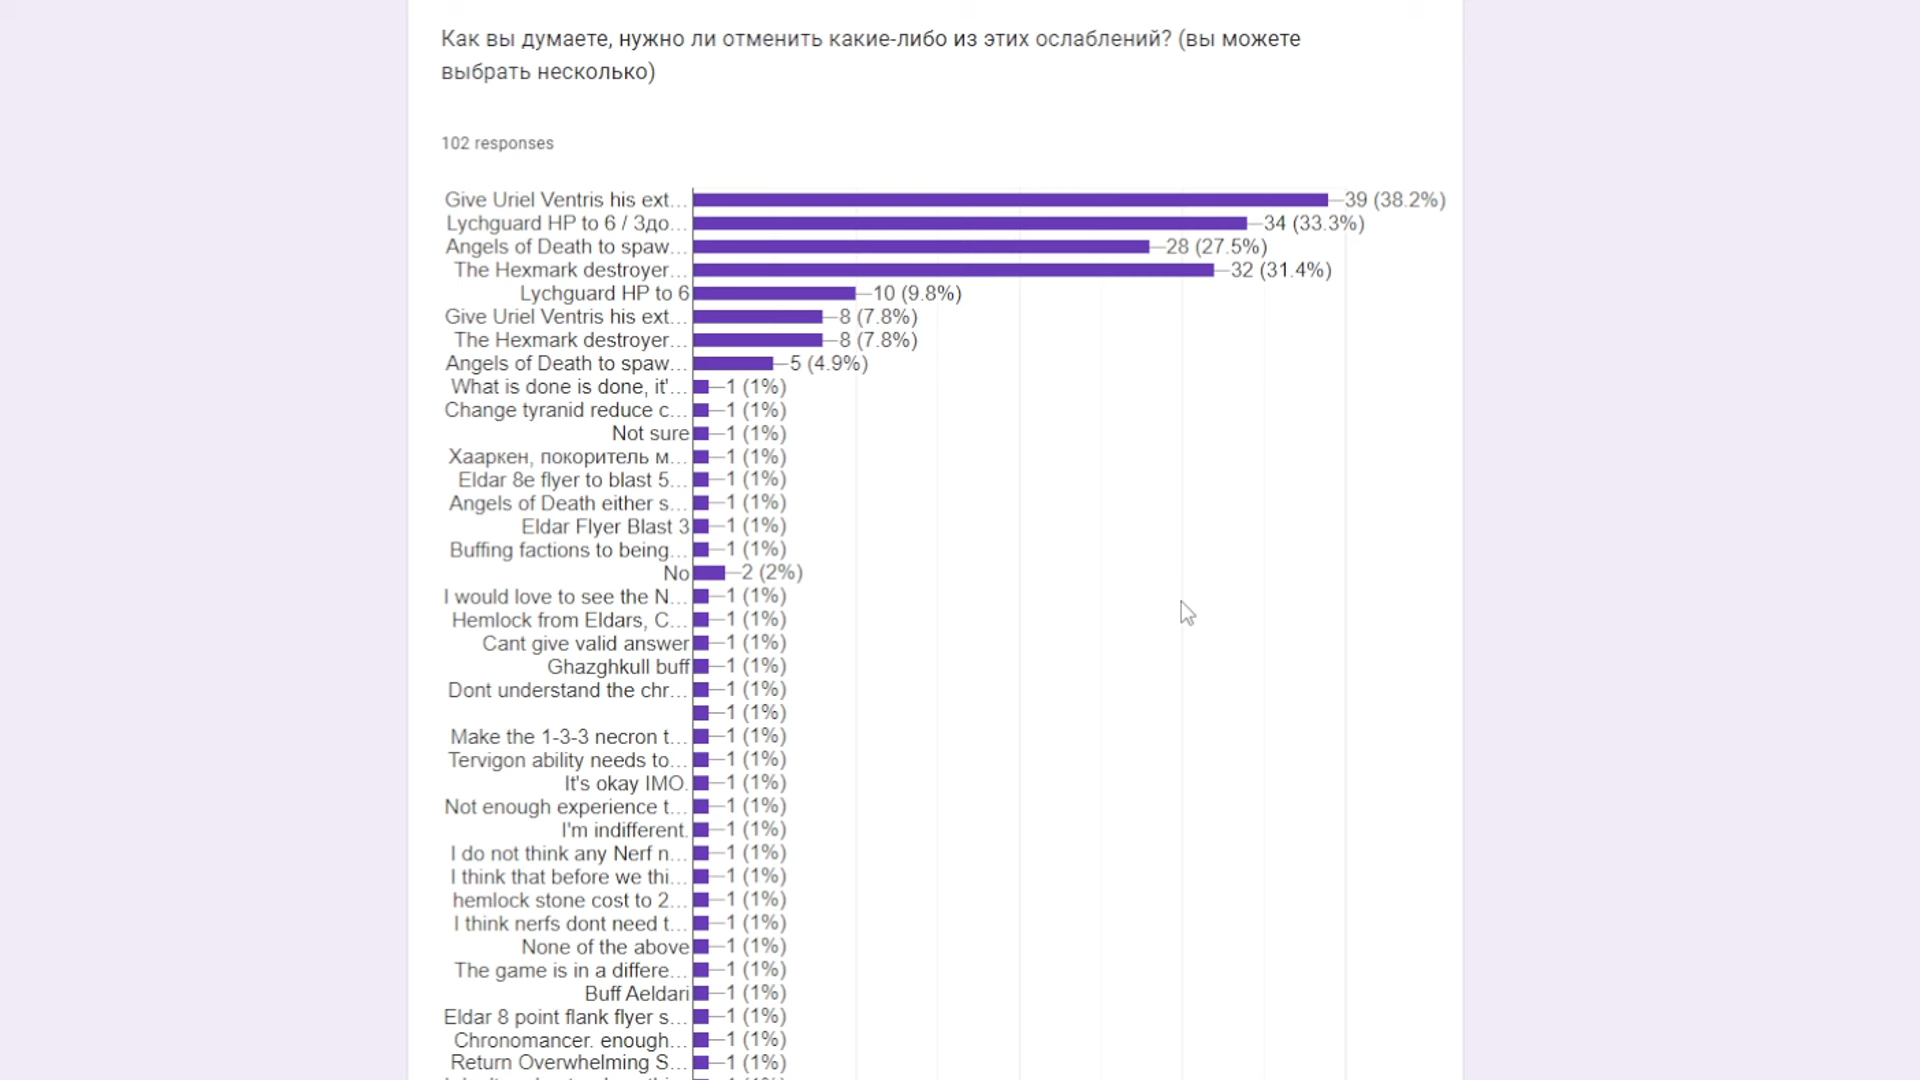 Как вы думаете, нужно ли отменить какие-либо из этих ослаблений? (вы можете
выбрать несколько)
102 responses
Give Uriel Ventris his ext... 39 (38.2%)
Lychguard HP to 6 / Здо... 34 (33.3%)
Angels of Death to spaw... 28 (27.5%)
The Hexmark destroyer... 32 (31.4%)
Lychguard HP to 6 10 (9.8%)
Give Uriel Ventris his ext... 8 (7.8%)
The Hexmark destroyer... 8 (7.8%)
Angels of Death to spaw... 5 (4.9%)
What is done is done, it'... 1 (1%)
Change tyranid reduce c... 1 (1%)
Not sure 1 (1%)
Хааркен, покоритель м... 1 (1%)
Eldar 8e flyer to blast 5... 1 (1%)
Angels of Death either s... 1 (1%)
Eldar Flyer Blast 3 1 (1%)
Buffing factions to being... 1 (1%)
No 2 (2%)
I would love to see the N... 1 (1%)
Hemlock from Eldars, C... 1 (1%)
Cant give valid answer 1 (1%)
Ghazghkull buff 1 (1%)
Dont understand the chr... 1 (1%)
1 (1%)
Make the 1-3-3 necron t... 1 (1%)
Tervigon ability needs to... 1 (1%)
It's okay IMO. 1 (1%)
Not enough experience t... 1 (1%)
I'm indifferent. 1 (1%)
I do not think any Nerf n... 1 (1%)
I think that before we thi... 1 (1%)
hemlock stone cost to 2... 1 (1%)
I think nerfs dont need t... 1 (1%)
None of the above 1 (1%)
The game is in a differe... 1 (1%)
Buff Aeldari 1 (1%)
Eldar 8 point flank flyer s... 1 (1%)
Chronomancer. enough... 1 (1%)
Return Overwhelming S... 1 (1%)